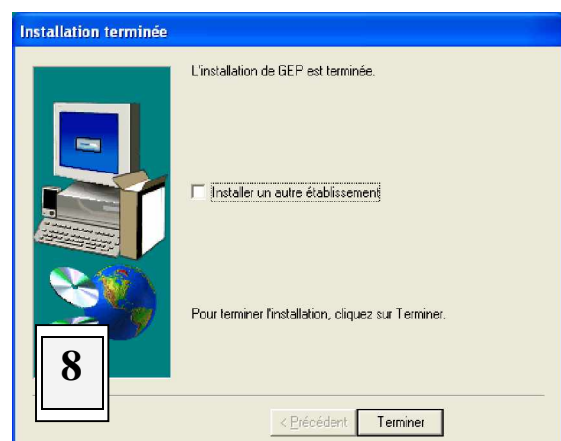 Installation terminée
L'installation de GEP est terminée.
Installer un autre établissement
Pour terminer l'installation, cliquez sur Terminer.
8
< Précédent
Terminer